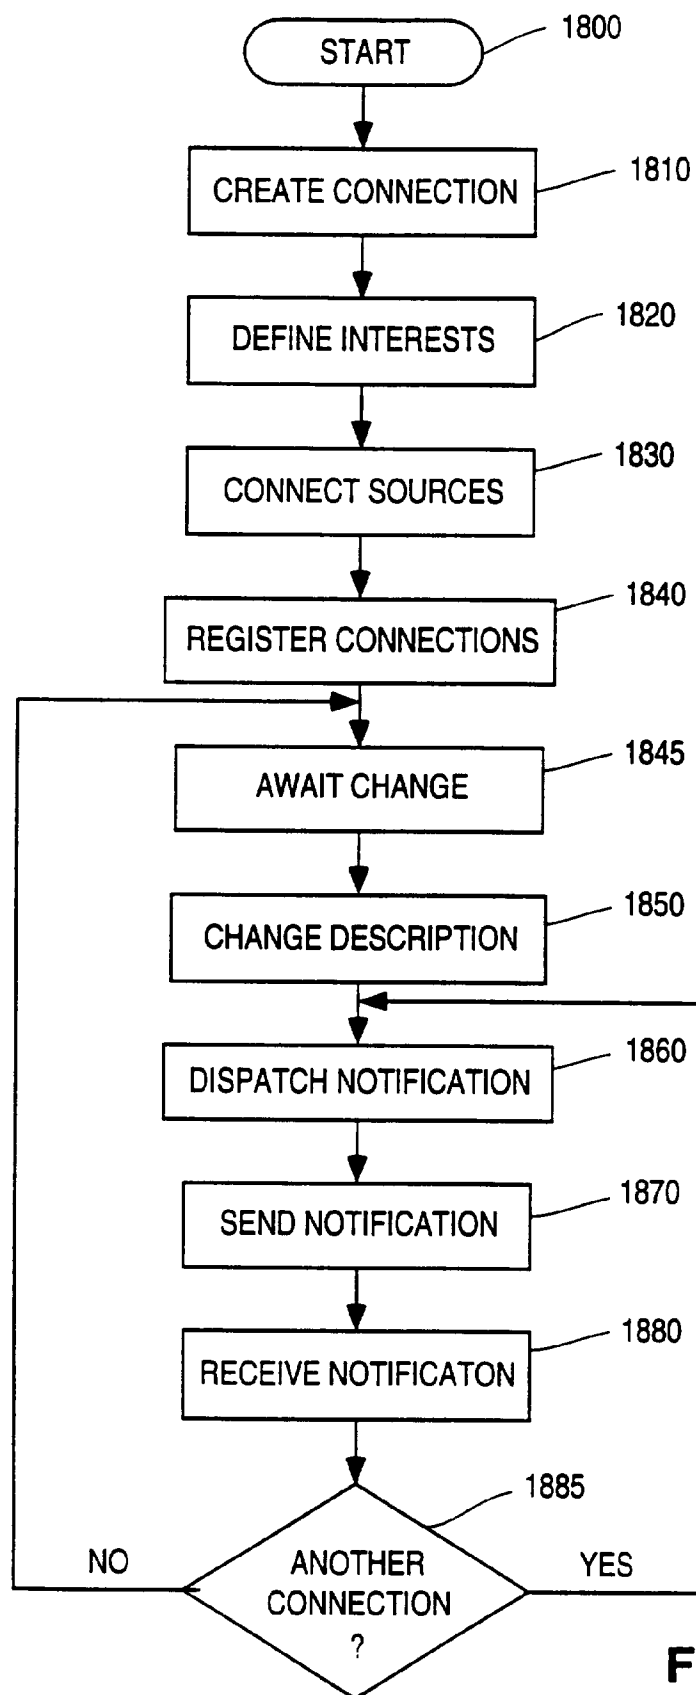 START
1800
CREATE CONNECTION
1810
DEFINE INTERESTS
1820
CONNECT SOURCES
1830
REGISTER CONNECTIONS
1840
AWAIT CHANGE
1845
CHANGE DESCRIPTION
1850
DISPATCH NOTIFICATION
1860
SEND NOTIFICATION
1870
RECEIVE NOTIFICATON
1880
1885
NO
ANOTHER
CONNECTION
?
YES
F